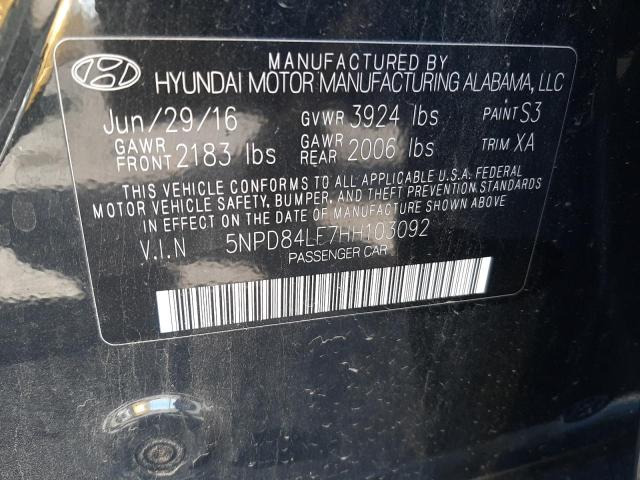 MANUFACTURED BY
HYUNDAI MOTOR MANUFACTURING ALABAMA, LLC
Jun/29/16 GVWR 3924 lbs PAINT S3
GAWR FRONT 2183 lbs GAWR REAR 2006 lbs TRIM XA
THIS VEHICLE CONFORMS TO ALL APPLICABLE U.S.A. FEDERAL
MOTOR VEHICLE SAFETY, BUMPER, AND THEFT PREVENTION STANDARDS
IN EFFECT ON THE DATE OF MANUFACTURE SHOWN ABOVE.
V.I.N 5NPD84LF7HH103092
PASSENGER CAR